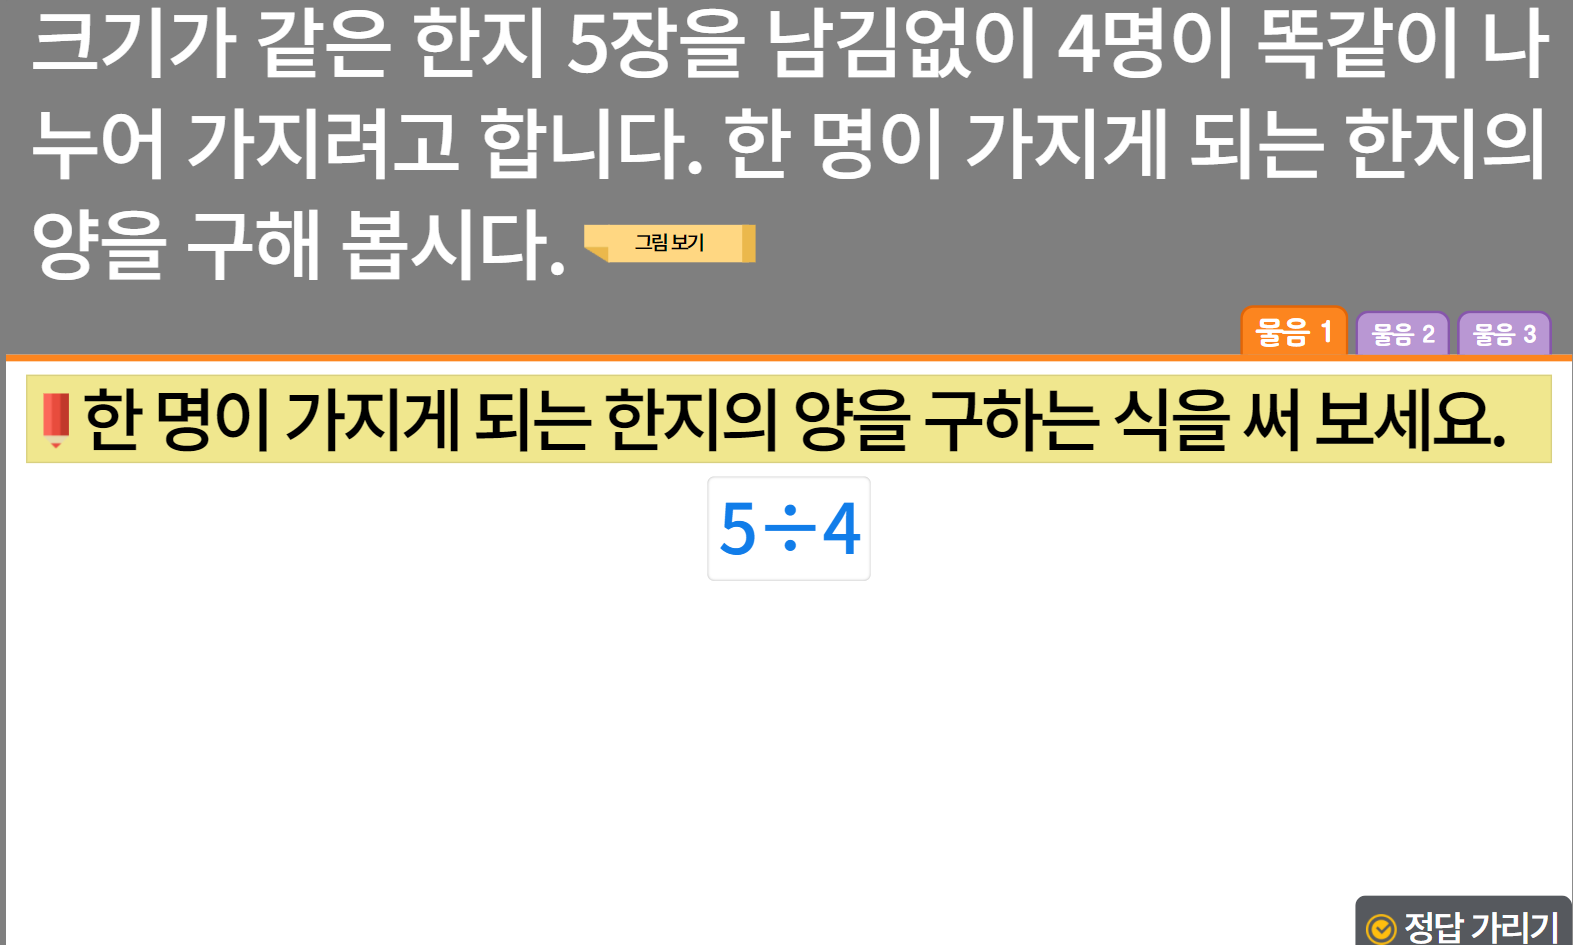 크기가 같은 한지 5장을 남김없이 4명이 똑같이 나
누어 가지려고 합니다. 한 명이 가지게 되는 한지의
양을 구해 봅시다. 그림 보기
물음 1 물음 2 물음 3
한 명이 가지게 되는 한지의 양을 구하는 식을 써 보세요.
5÷4
정답 가리기